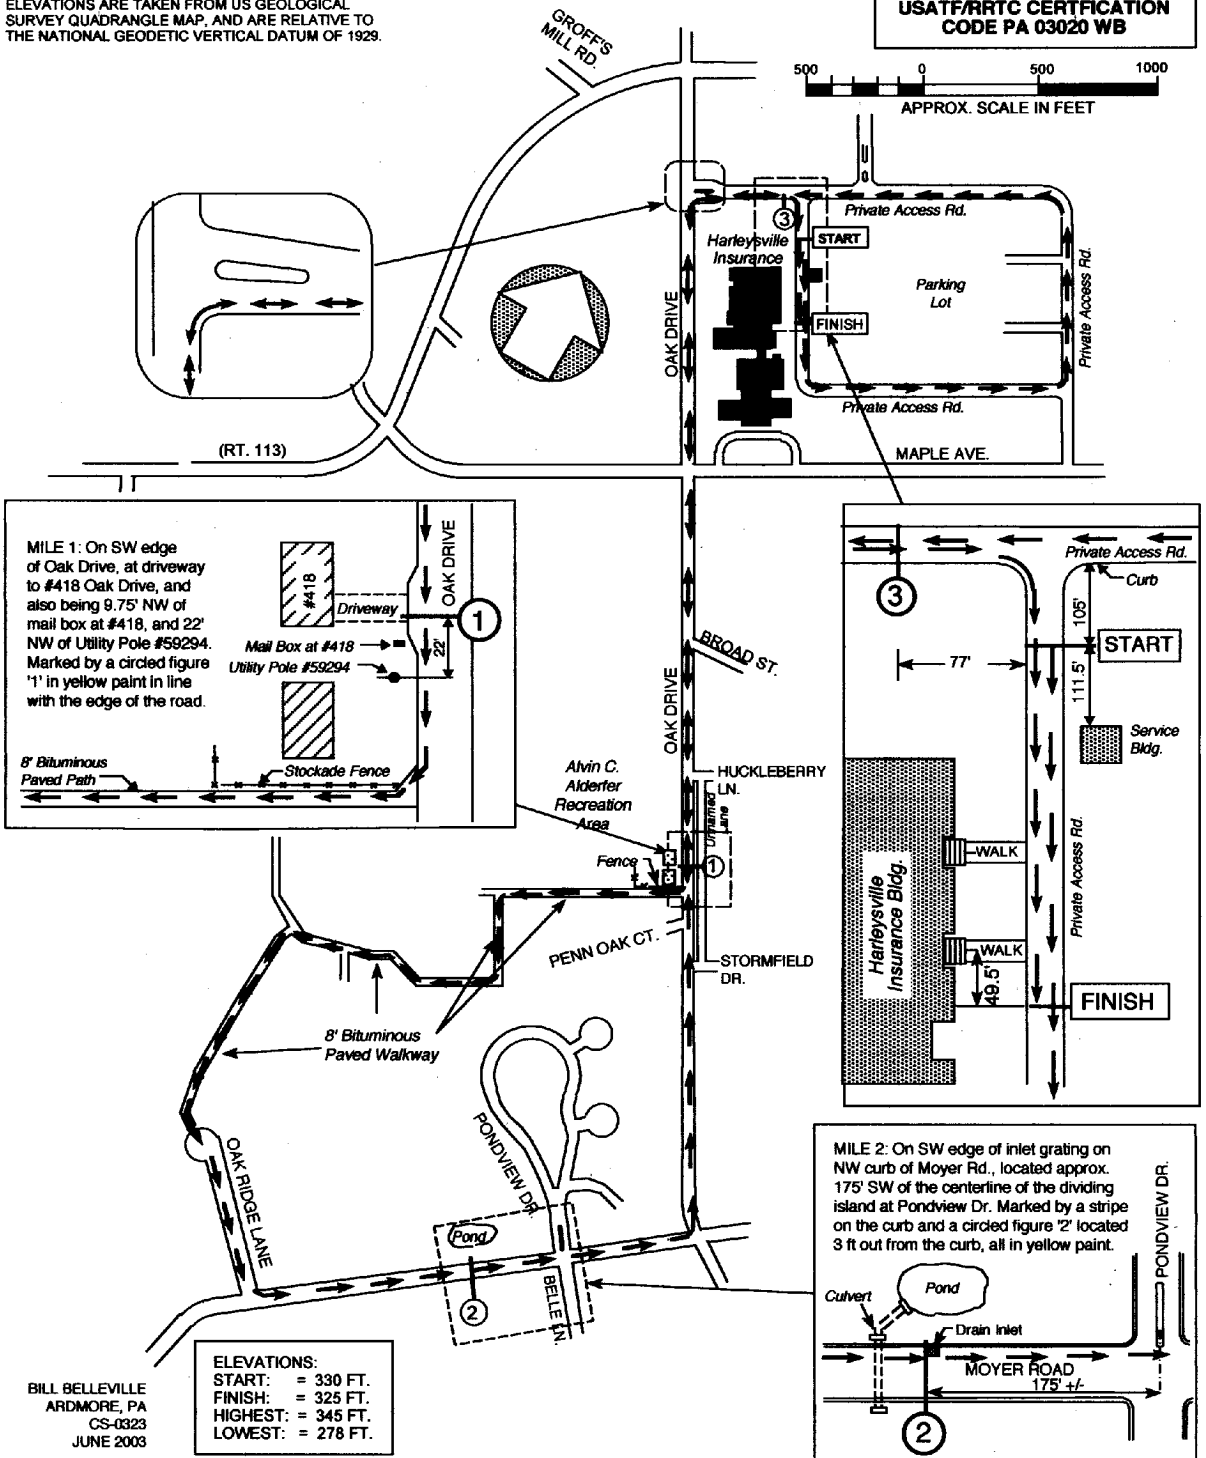 ELEVATIONS ARE TAKEN FROM US GEOLOGICAL
SURVEY QUADRANGLE MAP, AND ARE RELATIVE TO
THE NATIONAL GEODETIC VERTICAL DATUM OF 1929.
USATF/RRTC CERTFICATION
CODE PA 03020 WB
500 0 500 1000
APPROX. SCALE IN FEET
GROFF'S
MILL RD.
3
Private Access Rd.
START
Harleysville
Insurance
Parking
Lot
FINISH
OAK DRIVE
Private Access Rd.
Private Access Rd.
(RT. 113)
MAPLE AVE.
MILE 1: On SW edge
of Oak Drive, at driveway
to #418 Oak Drive, and
also being 9.75' NW of
mail box at #418, and 22'
NW of Utility Pole #59294.
Marked by a circled figure
'1' in yellow paint in line
with the edge of the road.
#418
Driveway
OAK DRIVE
1
22'
Mail Box at #418
Utility Pole #59294
8' Bituminous
Paved Path
Stockade Fence
BROAD ST.
OAK DRIVE
HUCKLEBERRY
LN.
Unnamed
Lane
Alvin C.
Alderfer
Recreation
Area
Fence
1
PENN OAK CT.
STORMFIELD
DR.
8' Bituminous
Paved Walkway
PONDVIEW DR.
OAK RIDGE LANE
Pond
2
BELLE LN.
Private Access Rd.
Curb
3
105'
START
77'
111.5'
Service
Bldg.
WALK
Harleysville
Insurance Bldg.
Private Access Rd.
WALK
49.5'
FINISH
MILE 2: On SW edge of inlet grating on
NW curb of Moyer Rd., located approx.
175' SW of the centerline of the dividing
island at Pondview Dr. Marked by a stripe
on the curb and a circled figure '2' located
3 ft out from the curb, all in yellow paint.
PONDVIEW DR.
Culvert
Pond
Drain Inlet
MOYER ROAD
175' +/-
2
ELEVATIONS:
START: = 330 FT.
FINISH: = 325 FT.
HIGHEST: = 345 FT.
LOWEST: = 278 FT.
BILL BELLEVILLE
ARDMORE, PA
CS-0323
JUNE 2003